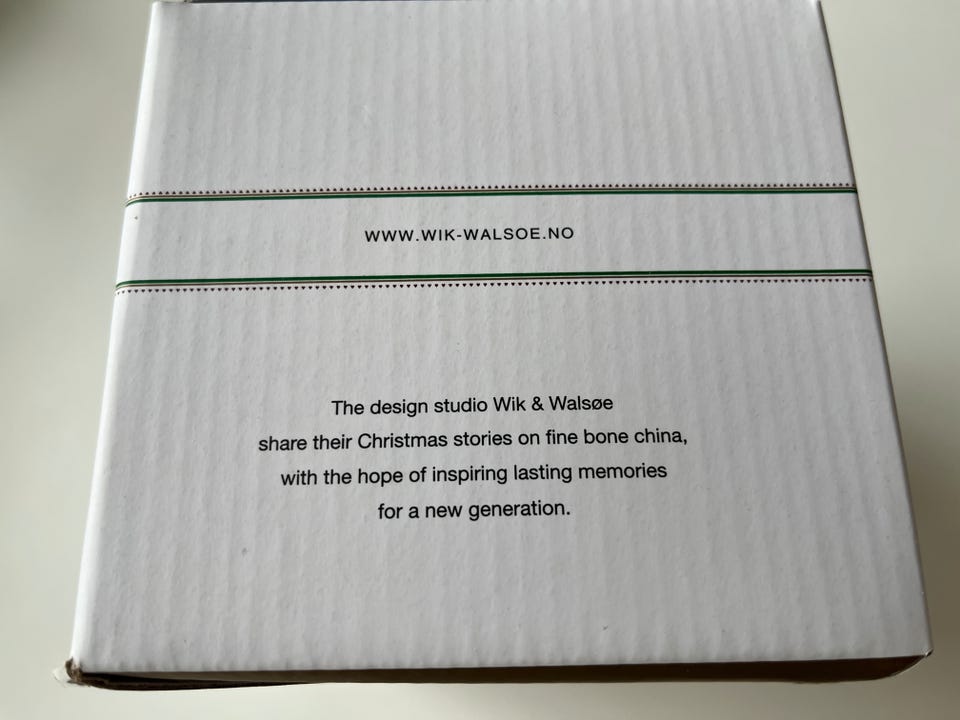 WWW.WIK-WALSOE.NO
The design studio Wik & Walsøe
share their Christmas stories on fine bone china,
with the hope of inspiring lasting memories
for a new generation.